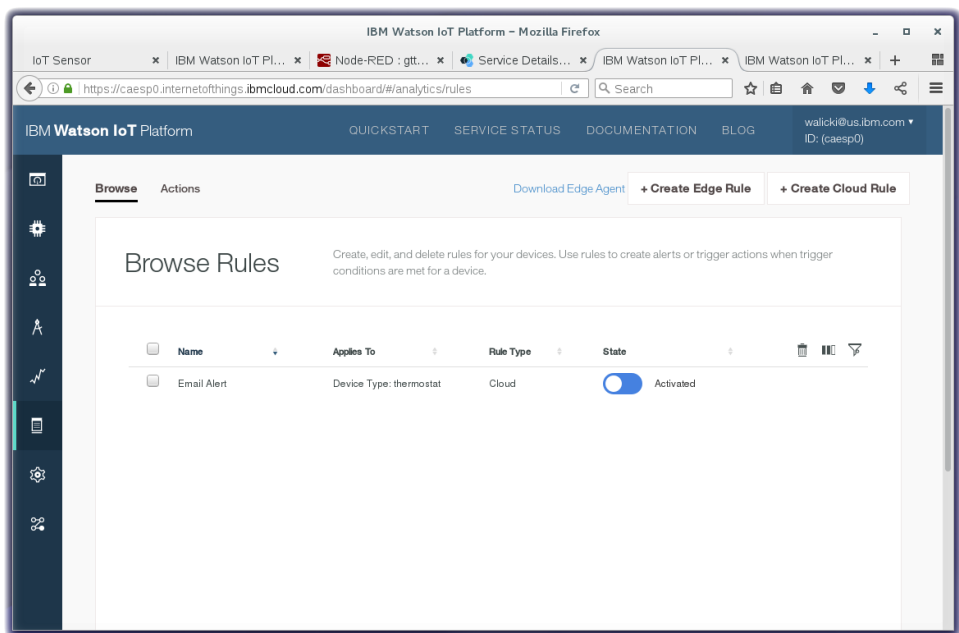 IBM Watson IoT Platform – Mozilla Firefox
IoT Sensor
IBM Watson IoT Pl...
Node-RED : gtt...
Service Details...
IBM Watson IoT Pl...
IBM Watson IoT Pl...
https://caesp0.internetofthings.ibmcloud.com/dashboard/#/analytics/rules
Search
IBM Watson IoT Platform
QUICKSTART
SERVICE STATUS
DOCUMENTATION
BLOG
walicki@us.ibm.com
ID: (caesp0)
Browse
Actions
Download Edge Agent
+ Create Edge Rule
+ Create Cloud Rule
Browse Rules
Create, edit, and delete rules for your devices. Use rules to create alerts or trigger actions when trigger
conditions are met for a device.
Name
Applies To
Rule Type
State
Email Alert
Device Type: thermostat
Cloud
Activated